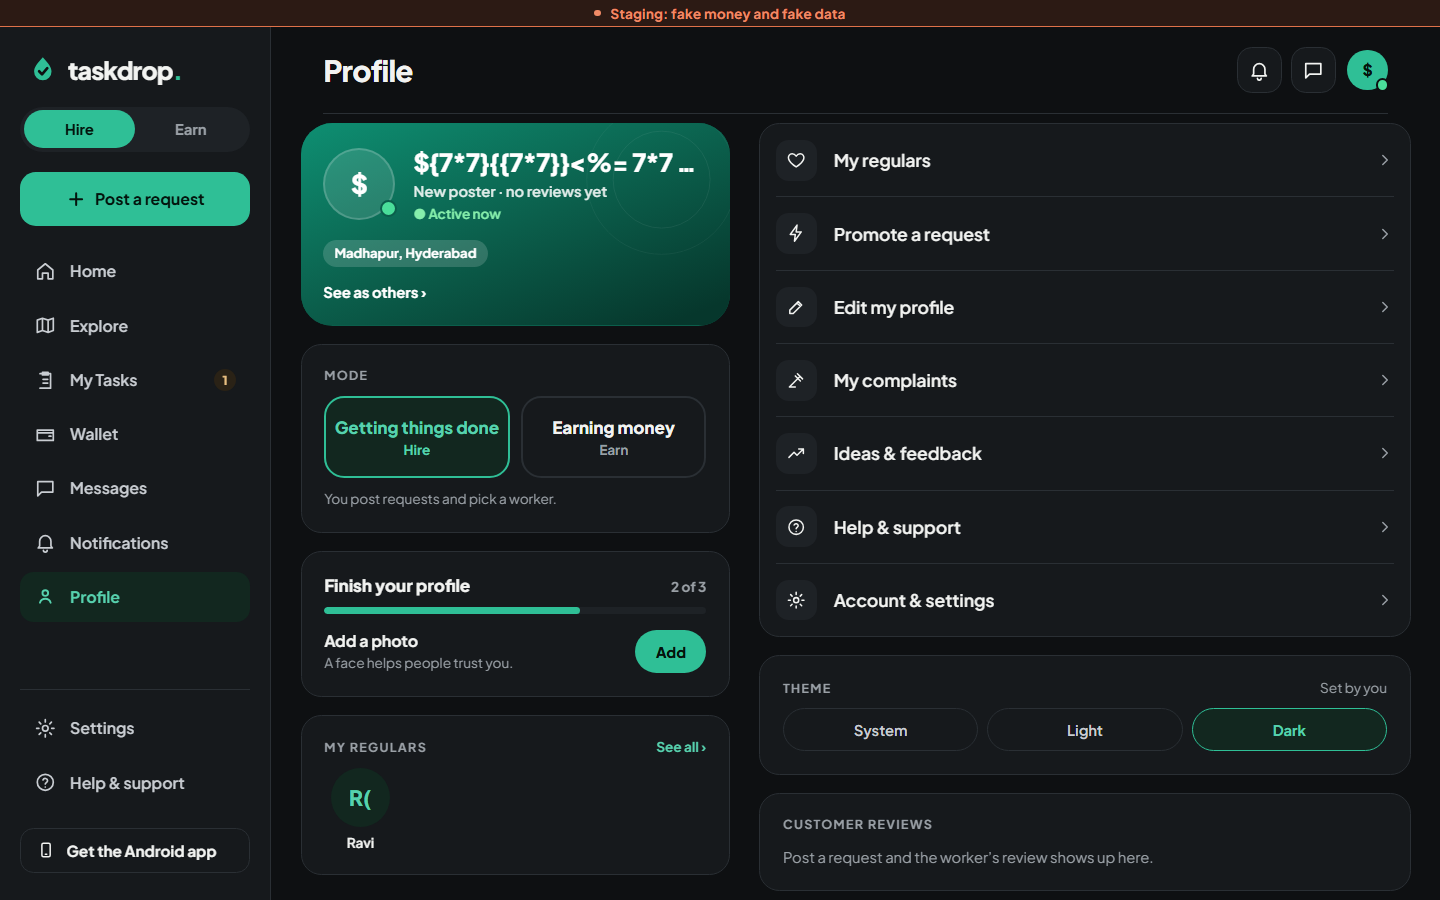 Staging: fake money and fake data
taskdrop.
Hire
Earn
Post a request
Home
Explore
My Tasks
1
Wallet
Messages
Notifications
Profile
Settings
Help & support
Get the Android app
Profile
$
$
${7*7}{{7*7}}<%= 7*7 ...
New poster · no reviews yet
Active now
Madhapur, Hyderabad
See as others ›
MODE
Getting things done
Hire
Earning money
Earn
You post requests and pick a worker.
Finish your profile
2 of 3
Add a photo
A face helps people trust you.
Add
MY REGULARS
See all ›
R(
Ravi
My regulars
Promote a request
Edit my profile
My complaints
Ideas & feedback
Help & support
Account & settings
THEME
Set by you
System
Light
Dark
CUSTOMER REVIEWS
Post a request and the worker's review shows up here.